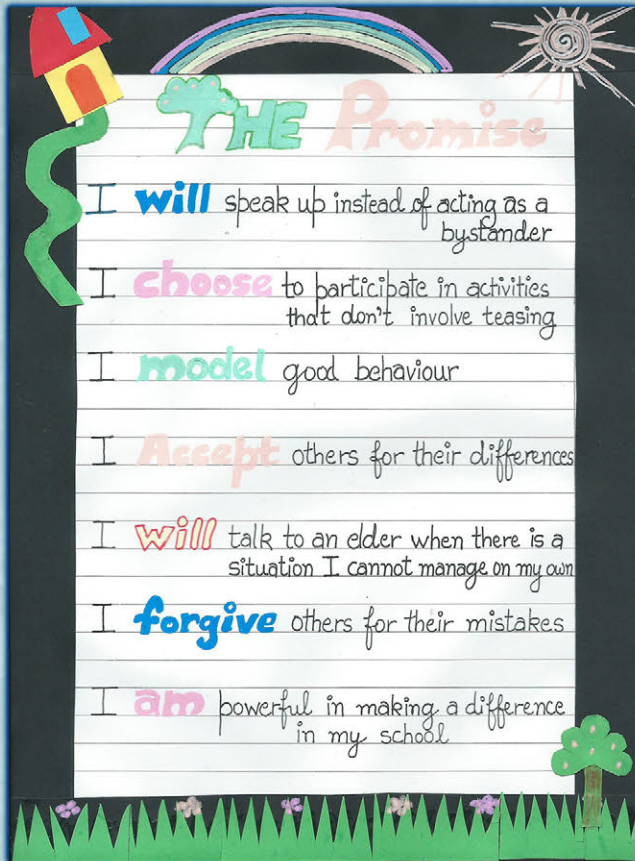 THE Promise
I will speak up instead of acting as a
bystander
I choose to participate in activities
that don't involve teasing
I model good behaviour
I Accept others for their differences
I will talk to an elder when there is a
situation I cannot manage on my own
I forgive others for their mistakes
I am powerful in making a difference
in my school